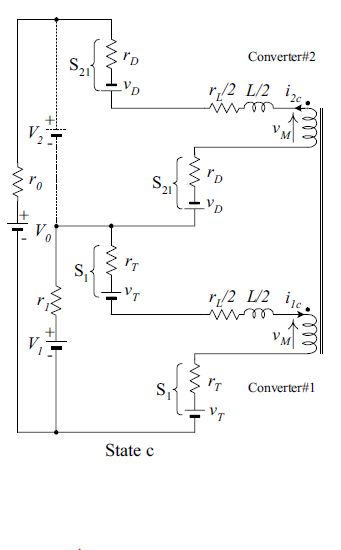 Converter#2
S21 { rD
vD
rL/2 L/2 i2c
+ V2 -
vM
S21 { rD
vD
r0
+ V0 -
S1 { rT
vT
rL/2 L/2 i1c
r1
+ V1 -
vM
S1 { rT
vT
Converter#1
State c